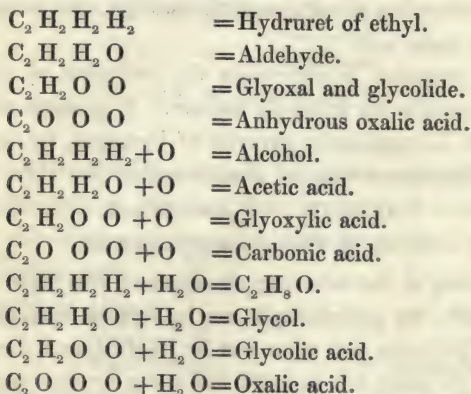 C₂ H₂ H₂ H₂ =Hydruret of ethyl.
C₂ H₂ H₂ O =Aldehyde.
C₂ H₂ O O =Glyoxal and glycolide.
C₂ O O O =Anhydrous oxalic acid.
C₂ H₂ H₂ H₂+O =Alcohol.
C₂ H₂ H₂ O +O =Acetic acid.
C₂ H₂ O O +O =Glyoxylic acid.
C₂ O O O +O =Carbonic acid.
C₂ H₂ H₂ H₂+H₂ O=C₂ H₈ O.
C₂ H₂ H₂ O +H₂ O=Glycol.
C₂ H₂ O O +H₂ O=Glycolic acid.
C₂ O O O +H₂ O=Oxalic acid.